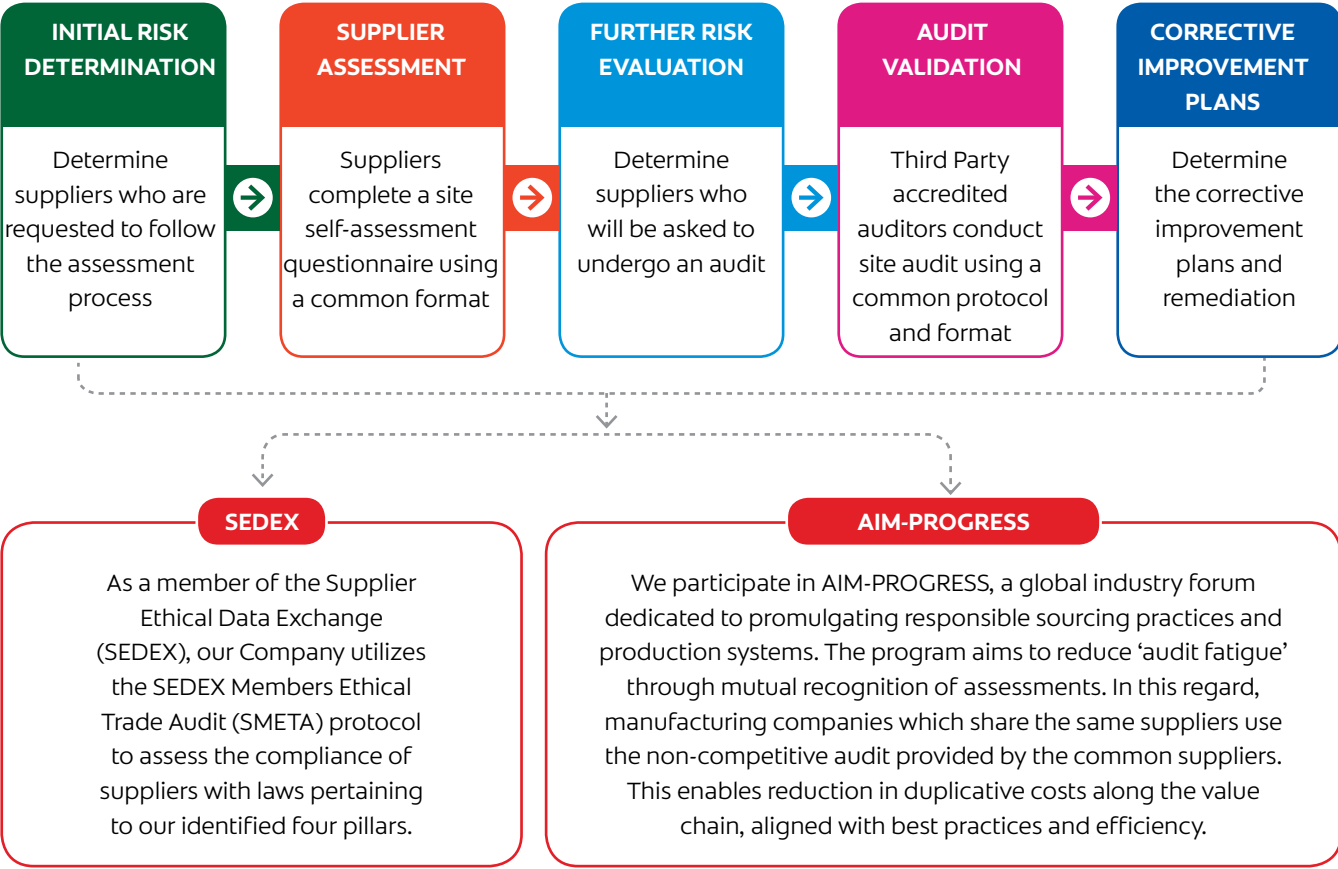 INITIAL RISK
DETERMINATION
Determine
suppliers who are
requested to follow
the assessment
process
SUPPLIER
ASSESSMENT
Suppliers
complete a site
self-assessment
questionnaire using
a common format
FURTHER RISK
EVALUATION
Determine
suppliers who
will be asked to
undergo an audit
AUDIT
VALIDATION
Third Party
accredited
auditors conduct
site audit using a
common protocol
and format
CORRECTIVE
IMPROVEMENT
PLANS
Determine
the corrective
improvement
plans and
remediation
SEDEX
As a member of the Supplier
Ethical Data Exchange
(SEDEX), our Company utilizes
the SEDEX Members Ethical
Trade Audit (SMETA) protocol
to assess the compliance of
suppliers with laws pertaining
to our identified four pillars.
AIM-PROGRESS
We participate in AIM-PROGRESS, a global industry forum
dedicated to promulgating responsible sourcing practices and
production systems. The program aims to reduce ‘audit fatigue’
through mutual recognition of assessments. In this regard,
manufacturing companies which share the same suppliers use
the non-competitive audit provided by the common suppliers.
This enables reduction in duplicative costs along the value
chain, aligned with best practices and efficiency.